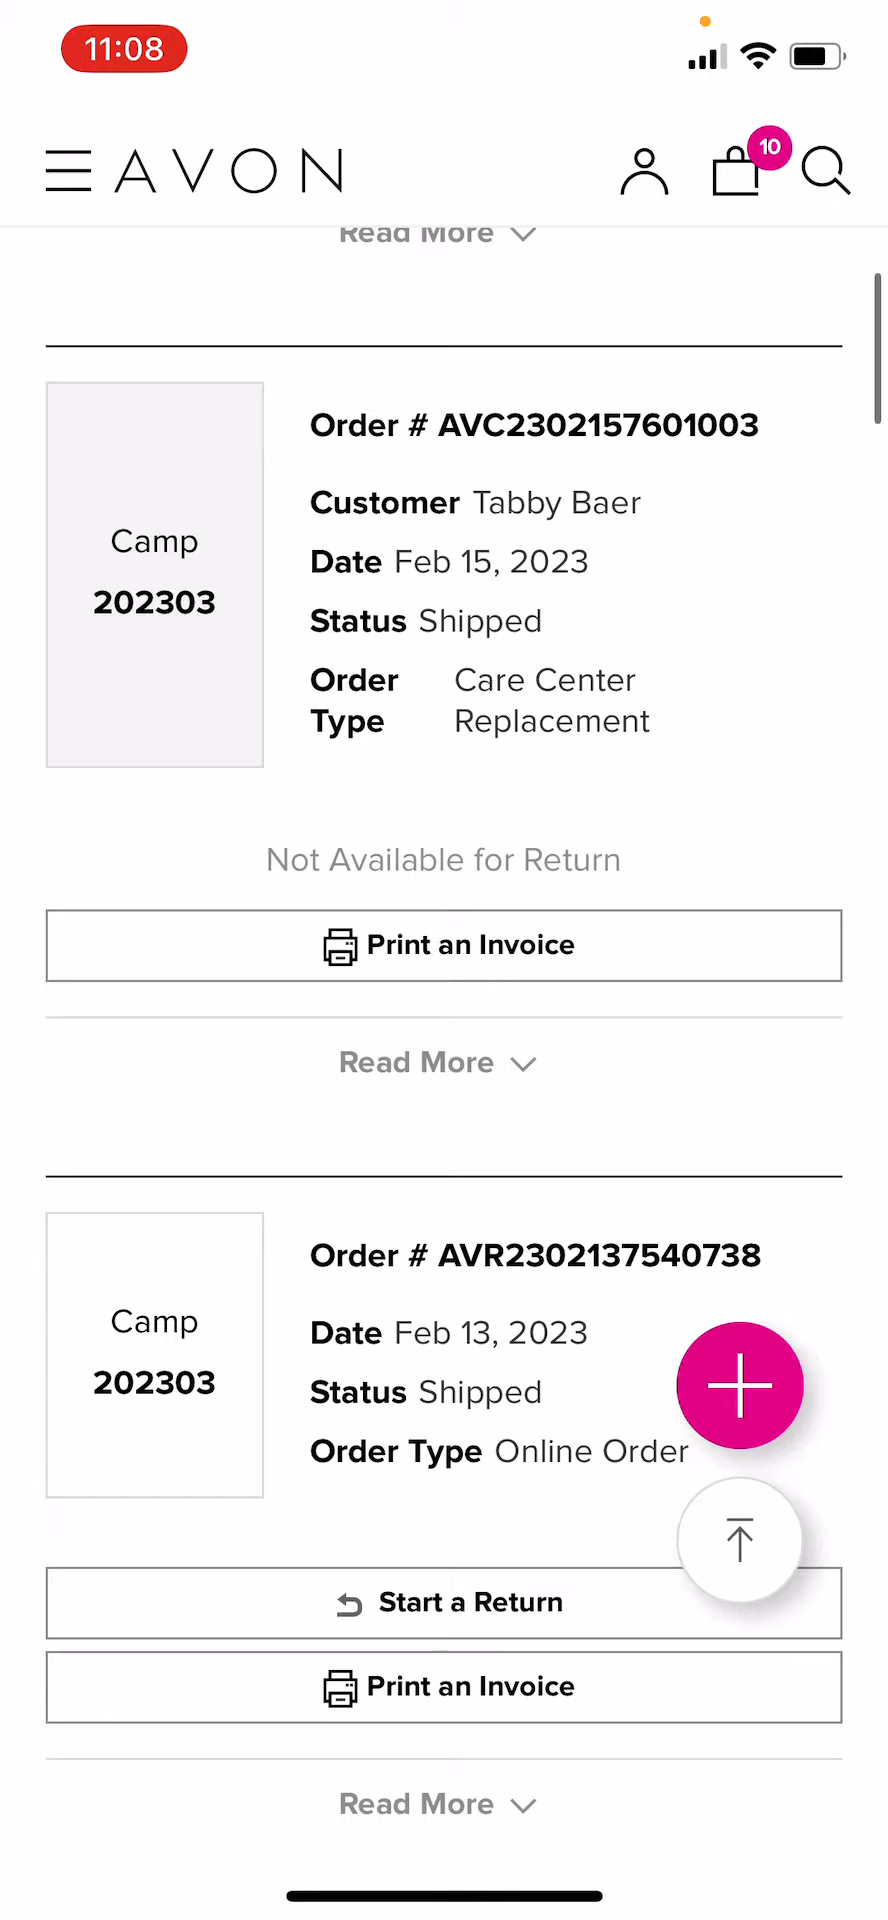 11:08
AVON
10
Read More
Order # AVC2302157601003
Camp
202303
Customer Tabby Baer
Date Feb 15, 2023
Status Shipped
Order Type Care Center Replacement
Not Available for Return
Print an Invoice
Read More
Order # AVR2302137540738
Camp
202303
Date Feb 13, 2023
Status Shipped
Order Type Online Order
Start a Return
Print an Invoice
Read More